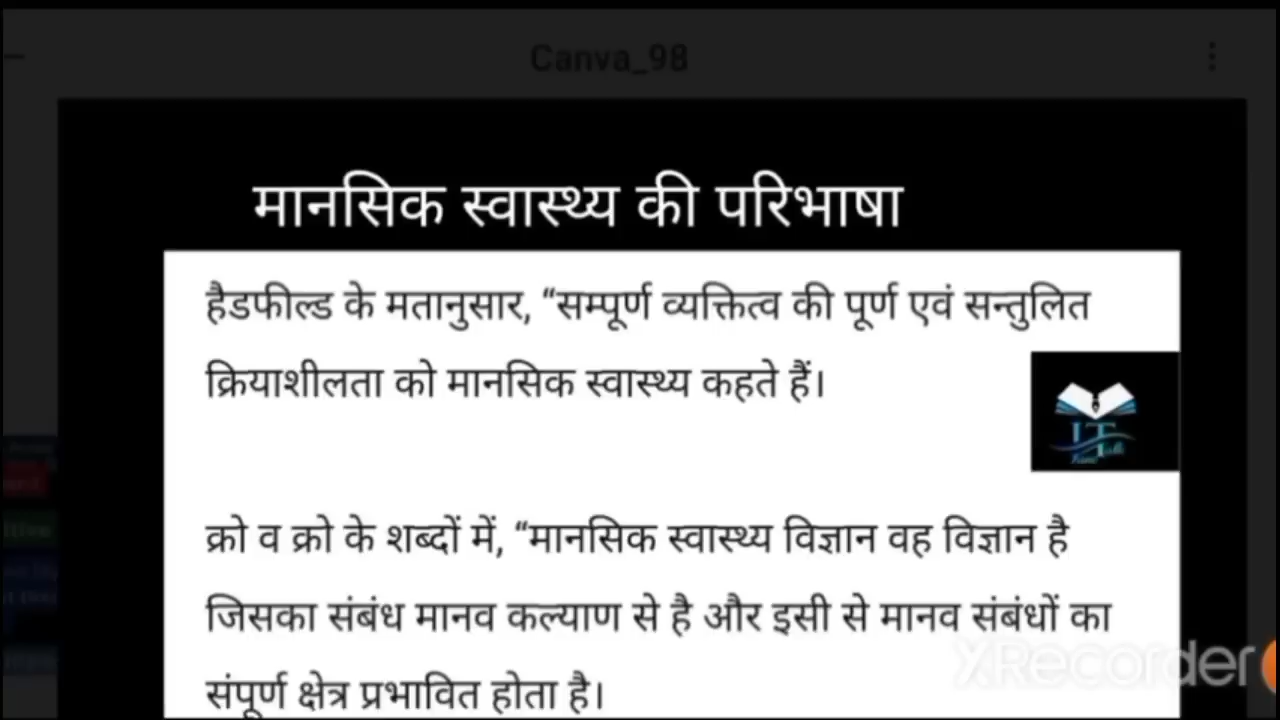 Canva_98
मानसिक स्वास्थ्य की परिभाषा
हैडफील्ड के मतानुसार, “सम्पूर्ण व्यक्तित्व की पूर्ण एवं सन्तुलित
क्रियाशीलता को मानसिक स्वास्थ्य कहते हैं।
क्रो व क्रो के शब्दों में, “मानसिक स्वास्थ्य विज्ञान वह विज्ञान है
जिसका संबंध मानव कल्याण से है और इसी से मानव संबंधों का
संपूर्ण क्षेत्र प्रभावित होता है।
XRecorder